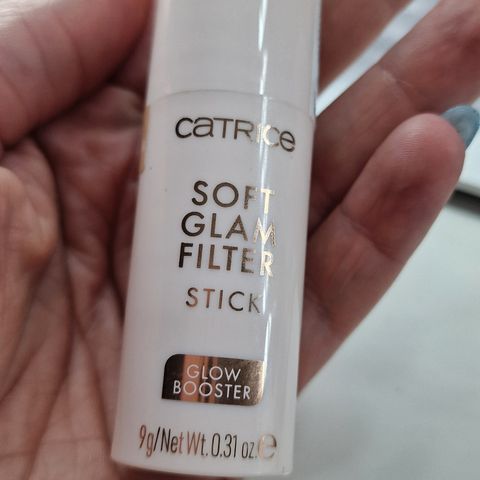 CATRICE
SOFT
GLAM
FILTER
STICK
GLOW
BOOSTER
9g/Net Wt. 0.31 oz. ℮